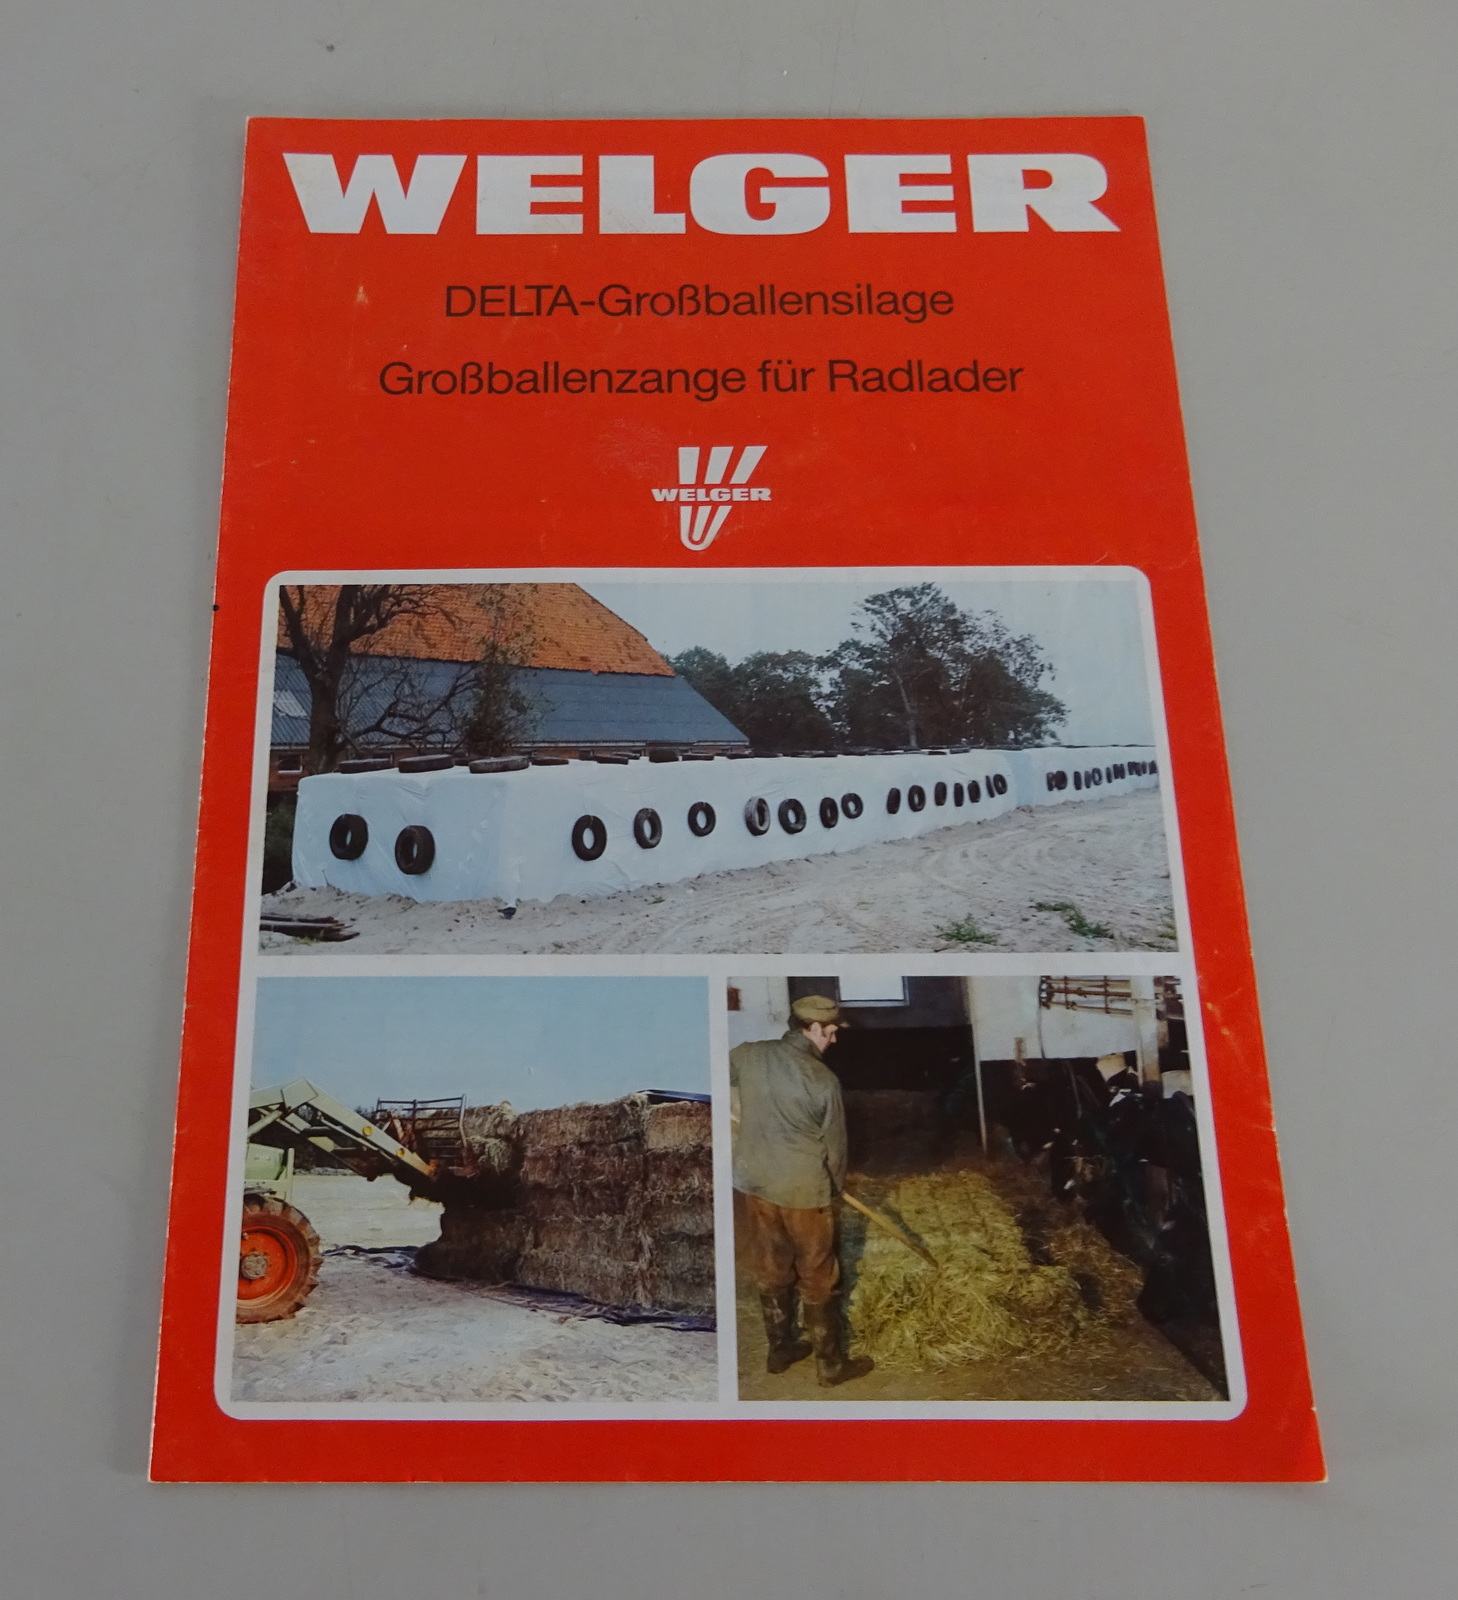 WELGER
DELTA-Großballensilage
Großballenzange für Radlader
WELGER